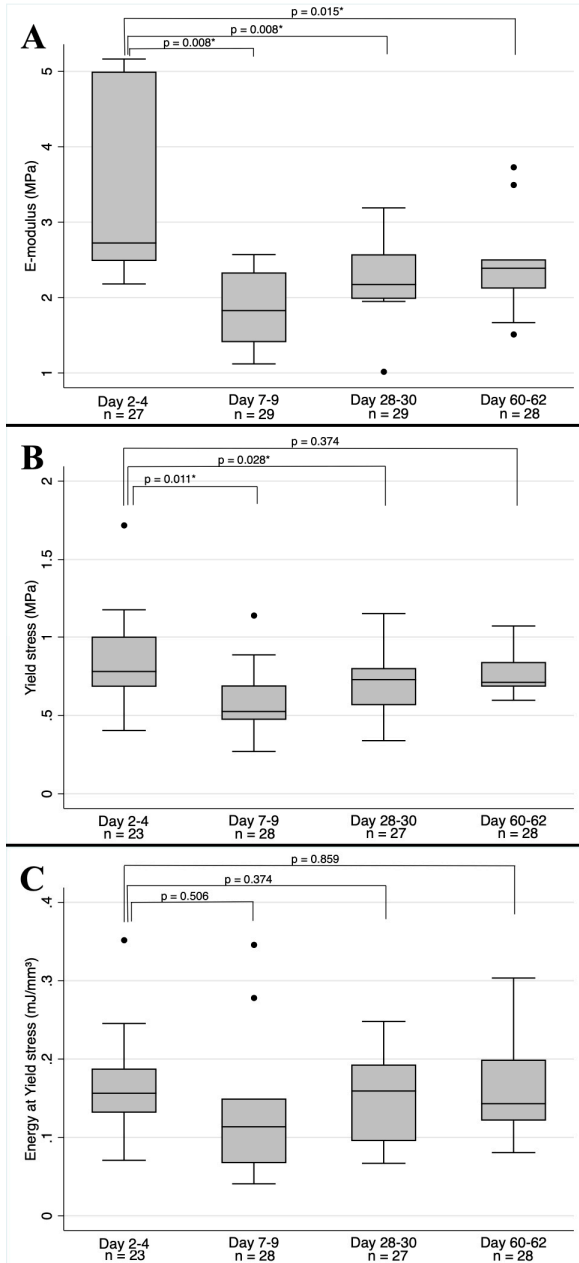 A
p = 0.015*
p = 0.008*
p = 0.008*
E-modulus (MPa)
5
4
3
2
1
Day 2-4 Day 7-9 Day 28-30 Day 60-62
n = 27 n = 29 n = 29 n = 28
B
p = 0.374
p = 0.028*
p = 0.011*
Yield stress (MPa)
2
1.5
1
.5
0
Day 2-4 Day 7-9 Day 28-30 Day 60-62
n = 23 n = 28 n = 27 n = 28
C
p = 0.859
p = 0.374
p = 0.506
Energy at Yield stress (mJ/mm³)
.4
.3
.2
.1
0
Day 2-4 Day 7-9 Day 28-30 Day 60-62
n = 23 n = 28 n = 27 n = 28